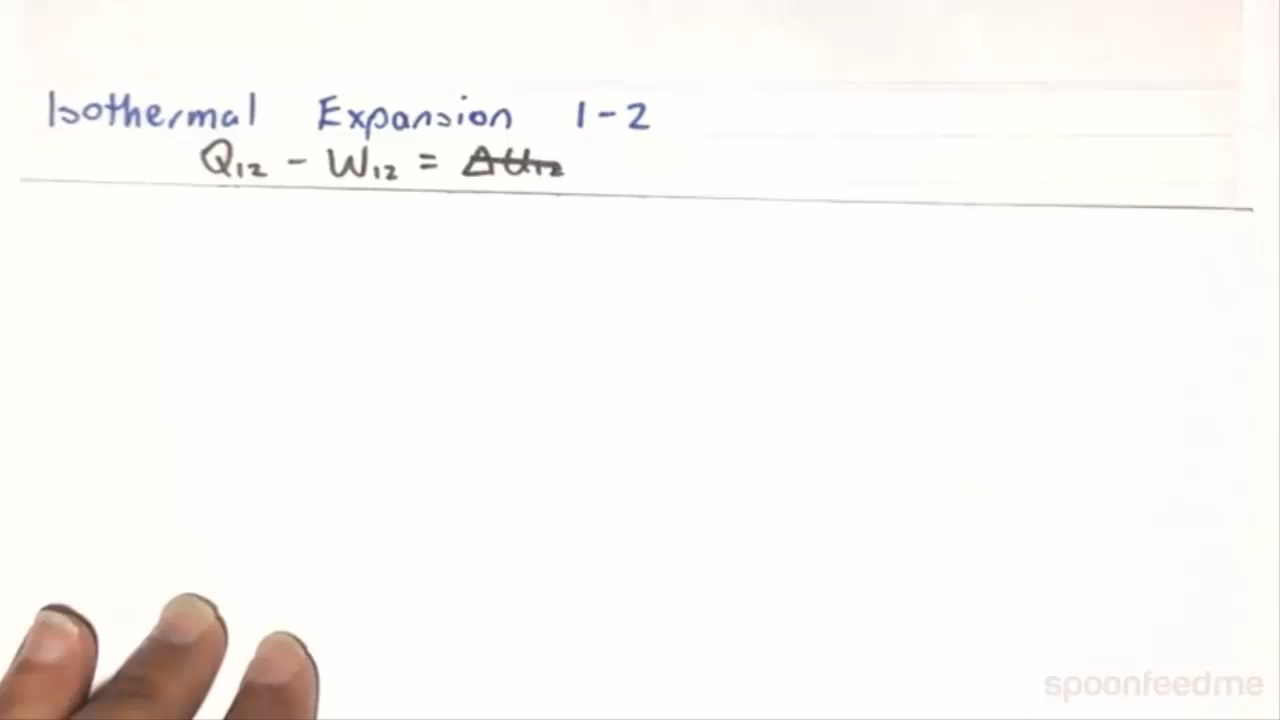 Isothermal Expansion 1-2
Q12 - W12 = ΔU12
spoonfeedme